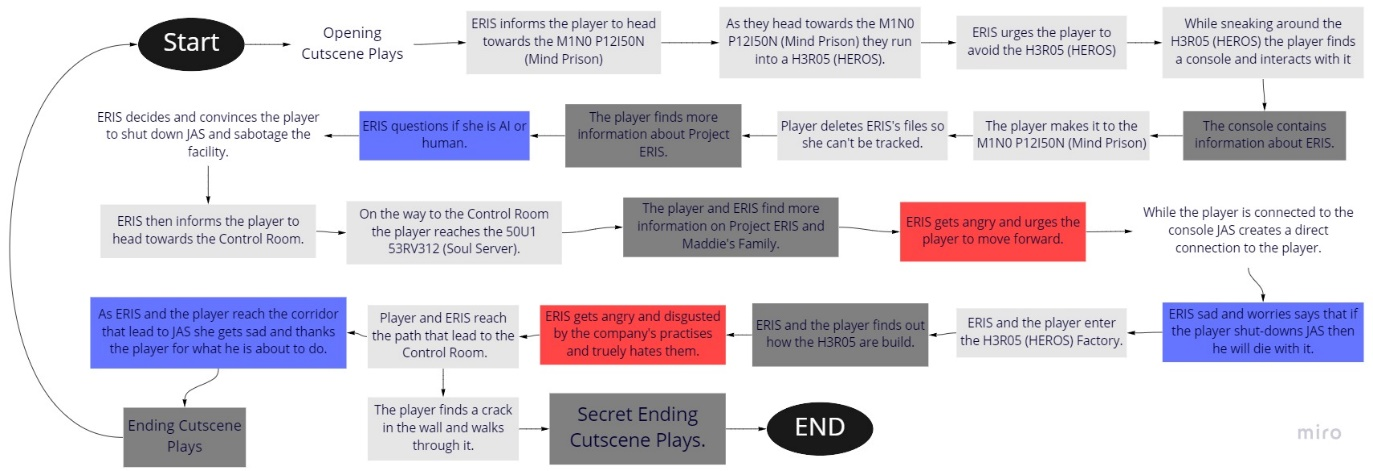 Start
Opening
Cutscene Plays
ERIS informs the player to head
towards the M1N0 P12I50N
(Mind Prison)
As they head towards the M1N0
P12I50N (Mind Prison) they run
into a H3R05 (HEROS).
ERIS urges the player to
avoid the H3R05 (HEROS)
While sneaking around the
H3R05 (HEROS) the player finds
a console and interacts with it
The console contains
information about ERIS.
The player makes it to the
M1N0 P12I50N (Mind Prison)
Player deletes ERIS's files so
she can't be tracked.
The player finds more
information about Project
ERIS.
ERIS questions if she is AI or
human.
ERIS decides and convinces the player
to shut down JAS and sabotage the
facility.
ERIS then informs the player to
head towards the Control Room.
On the way to the Control Room
the player reaches the 50U1
53RV312 (Soul Server).
The player and ERIS find more
information on Project ERIS and
Maddie's Family.
ERIS gets angry and urges the
player to move forward.
While the player is connected to the
console JAS creates a direct
connection to the player.
ERIS sad and worries says that if
the player shut-downs JAS then
he will die with it.
ERIS and the player enter
the H3R05 (HEROS) Factory.
ERIS and the player finds out
how the H3R05 are build.
ERIS gets angry and disgusted
by the company's practises
and truely hates them.
Player and ERIS reach
the path that lead to the
Control Room.
As ERIS and the player reach the corridor
that lead to JAS she gets sad and thanks
the player for what he is about to do.
Ending Cutscene
Plays
The player finds a crack
in the wall and walks
through it.
Secret Ending
Cutscene Plays.
END
miro